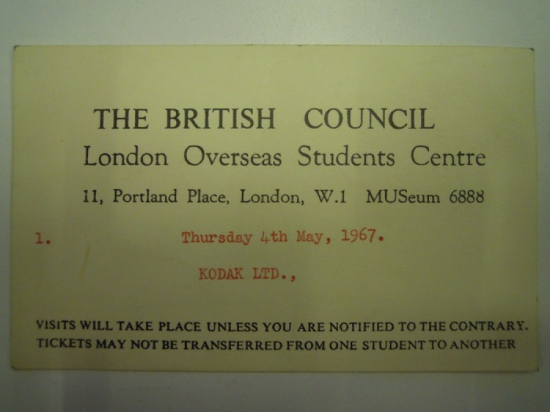 THE BRITISH COUNCIL
London Overseas Students Centre
11, Portland Place, London, W.1 MUSeum 6888
1. Thursday 4th May, 1967.
KODAK LTD.,
VISITS WILL TAKE PLACE UNLESS YOU ARE NOTIFIED TO THE CONTRARY.
TICKETS MAY NOT BE TRANSFERRED FROM ONE STUDENT TO ANOTHER